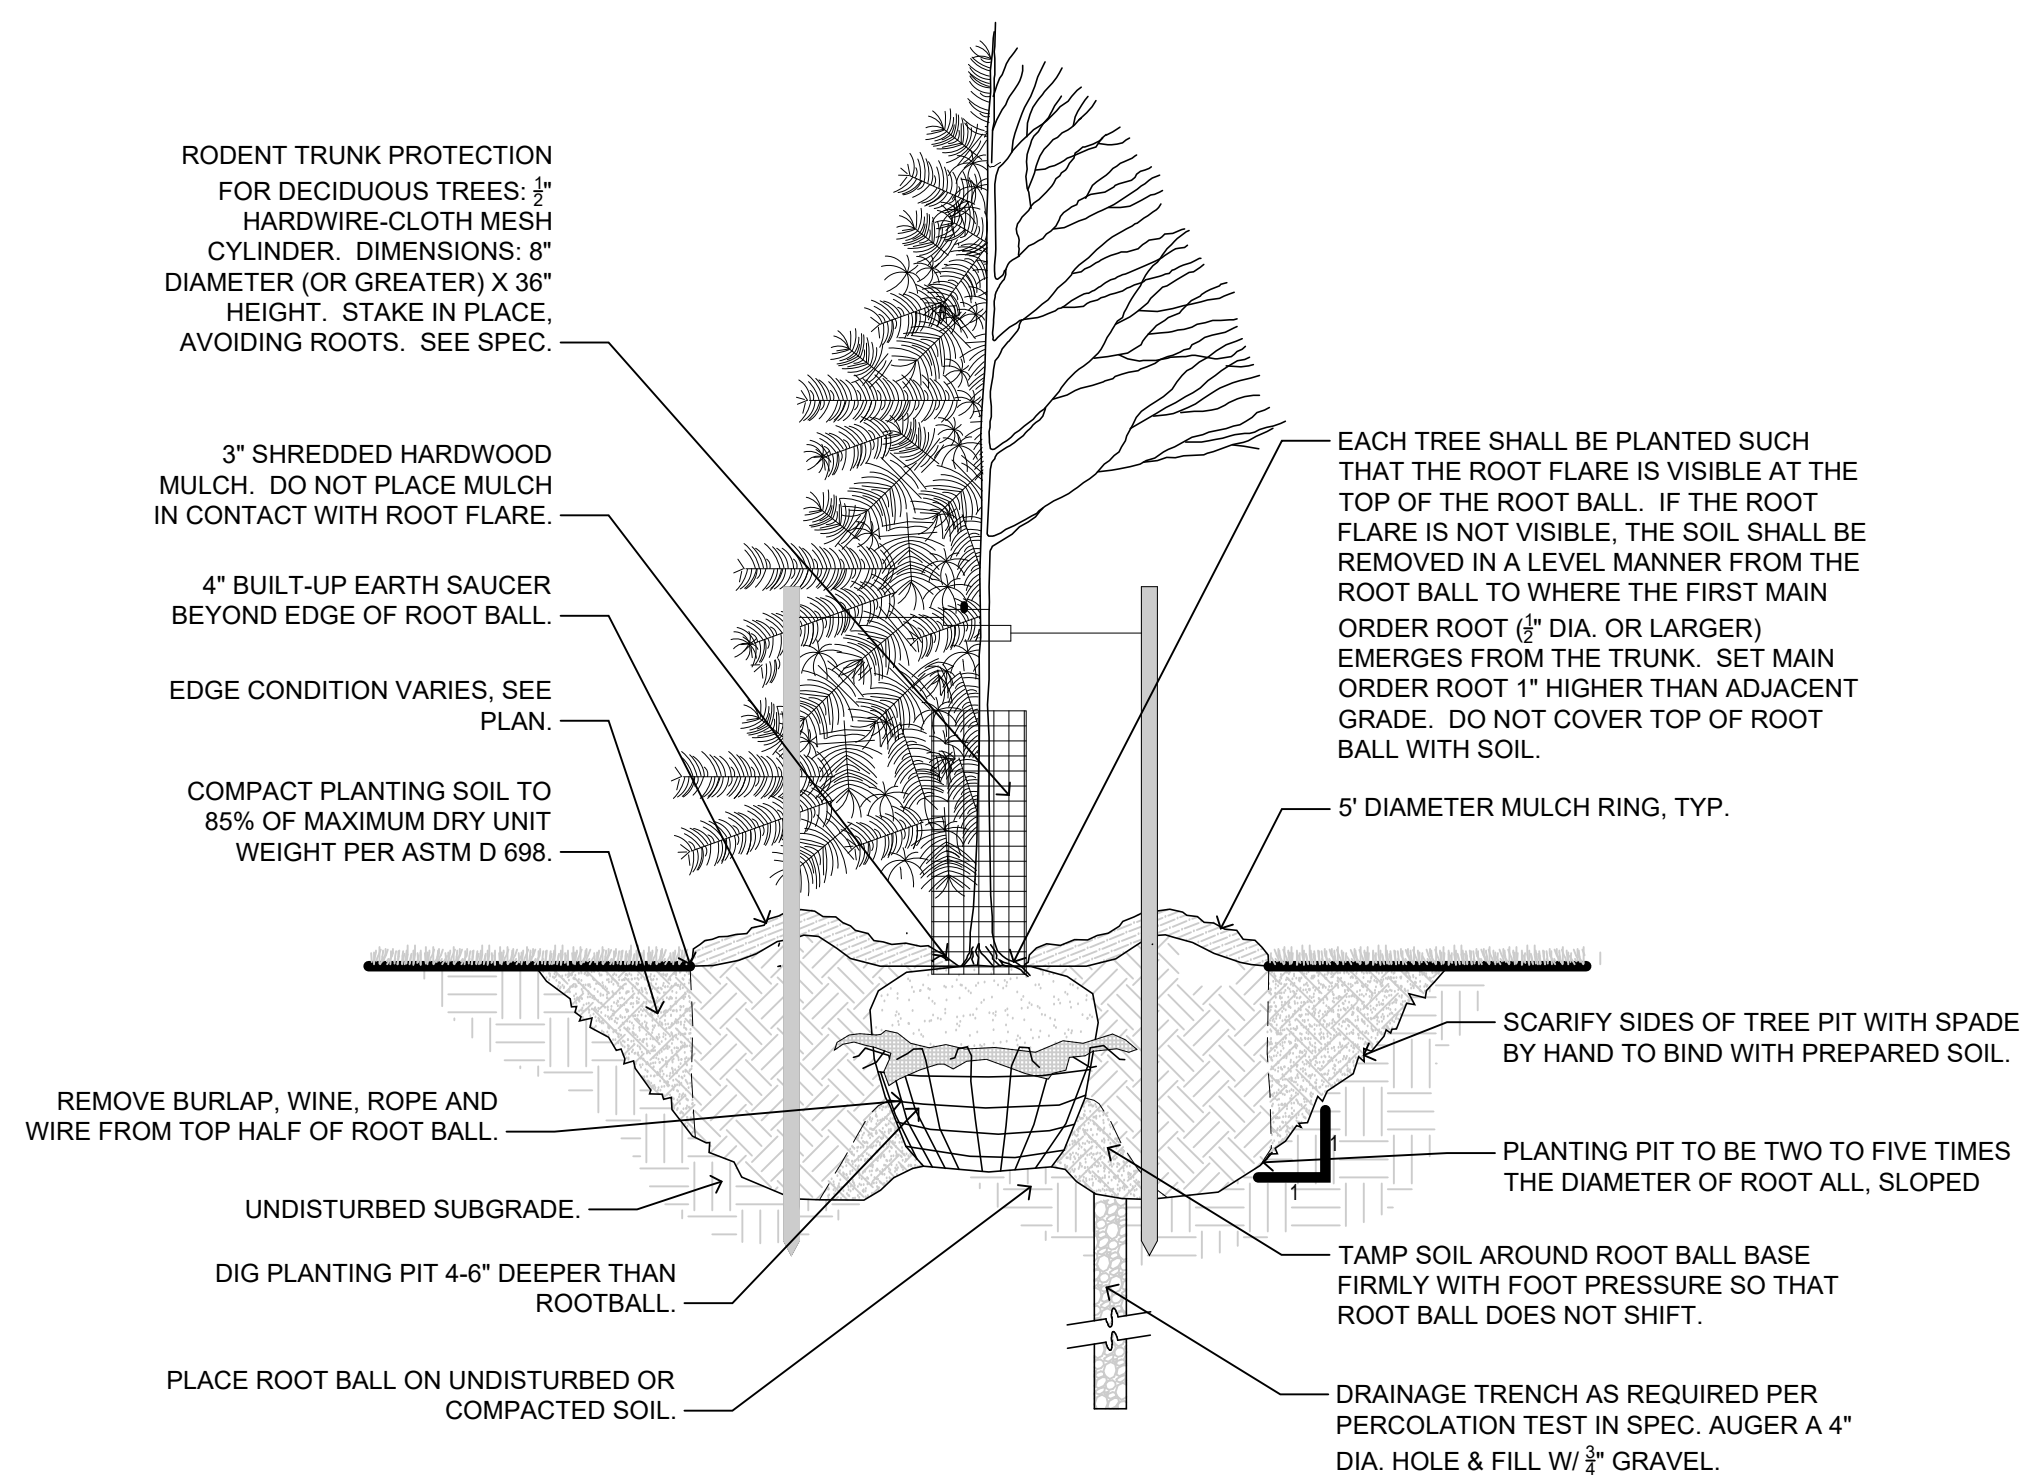 RODENT TRUNK PROTECTION
FOR DECIDUOUS TREES: 1/2"
HARDWIRE-CLOTH MESH
CYLINDER.  DIMENSIONS: 8"
DIAMETER (OR GREATER) X 36"
HEIGHT.  STAKE IN PLACE,
AVOIDING ROOTS.  SEE SPEC.
3" SHREDDED HARDWOOD
MULCH.  DO NOT PLACE MULCH
IN CONTACT WITH ROOT FLARE.
4" BUILT-UP EARTH SAUCER
BEYOND EDGE OF ROOT BALL.
EDGE CONDITION VARIES, SEE
PLAN.
COMPACT PLANTING SOIL TO
85% OF MAXIMUM DRY UNIT
WEIGHT PER ASTM D 698.
REMOVE BURLAP, WINE, ROPE AND
WIRE FROM TOP HALF OF ROOT BALL.
UNDISTURBED SUBGRADE.
DIG PLANTING PIT 4-6" DEEPER THAN
ROOTBALL.
PLACE ROOT BALL ON UNDISTURBED OR
COMPACTED SOIL.
EACH TREE SHALL BE PLANTED SUCH
THAT THE ROOT FLARE IS VISIBLE AT THE
TOP OF THE ROOT BALL.  IF THE ROOT
FLARE IS NOT VISIBLE, THE SOIL SHALL BE
REMOVED IN A LEVEL MANNER FROM THE
ROOT BALL TO WHERE THE FIRST MAIN
ORDER ROOT (1/2" DIA. OR LARGER)
EMERGES FROM THE TRUNK.  SET MAIN
ORDER ROOT 1" HIGHER THAN ADJACENT
GRADE.  DO NOT COVER TOP OF ROOT
BALL WITH SOIL.
5' DIAMETER MULCH RING, TYP.
SCARIFY SIDES OF TREE PIT WITH SPADE
BY HAND TO BIND WITH PREPARED SOIL.
1
1
PLANTING PIT TO BE TWO TO FIVE TIMES
THE DIAMETER OF ROOT ALL, SLOPED
TAMP SOIL AROUND ROOT BALL BASE
FIRMLY WITH FOOT PRESSURE SO THAT
ROOT BALL DOES NOT SHIFT.
DRAINAGE TRENCH AS REQUIRED PER
PERCOLATION TEST IN SPEC. AUGER A 4"
DIA. HOLE & FILL W/ 3/4" GRAVEL.